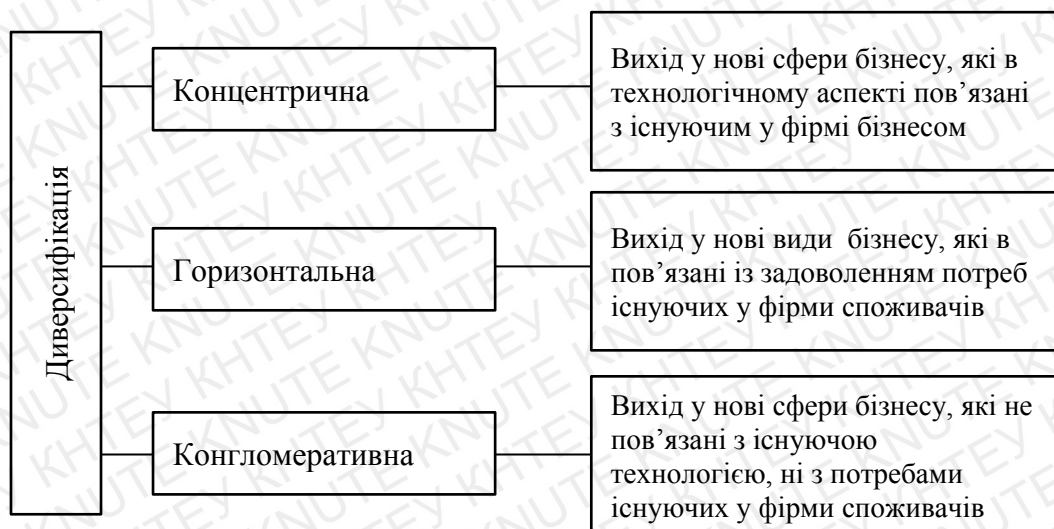 Диверсифікація
Концентрична
Вихід у нові сфери бізнесу, які в
технологічному аспекті пов’язані
з існуючим у фірмі бізнесом
Горизонтальна
Вихід у нові види бізнесу, які в
пов’язані із задоволенням потреб
існуючих у фірми споживачів
Конгломеративна
Вихід у нові сфери бізнесу, які не
пов’язані з існуючою
технологією, ні з потребами
існуючих у фірми споживачів
KNUTE КНТЕУ